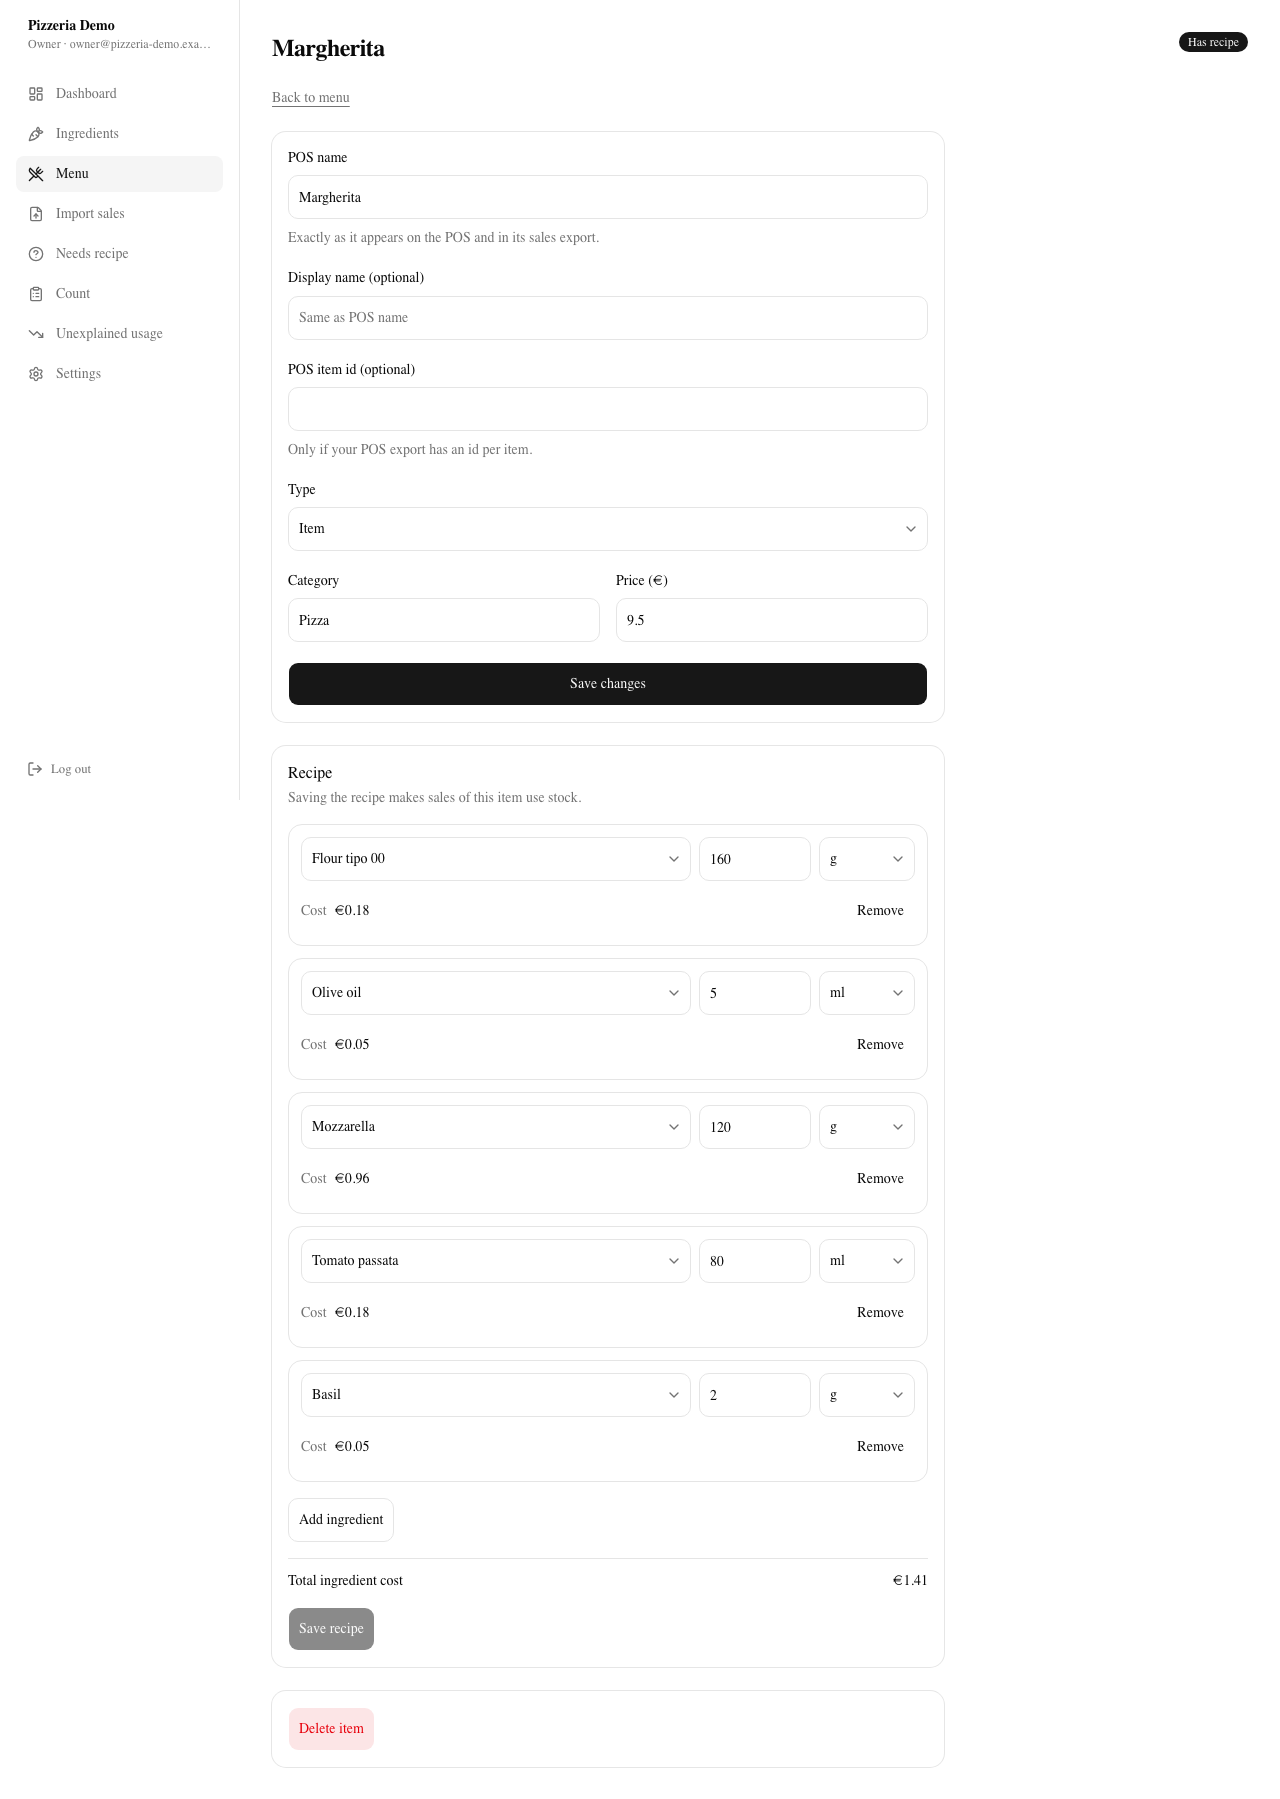 Pizzeria Demo
Owner · owner@pizzeria-demo.exa...
Dashboard
Ingredients
Menu
Import sales
Needs recipe
Count
Unexplained usage
Settings
Log out
Margherita
Has recipe
Back to menu
POS name
Margherita
Exactly as it appears on the POS and in its sales export.
Display name (optional)
Same as POS name
POS item id (optional)
Only if your POS export has an id per item.
Type
Item
Category Price (€)
Pizza 9.5
Save changes
Recipe
Saving the recipe makes sales of this item use stock.
Flour tipo 00 160 g
Cost €0.18 Remove
Olive oil 5 ml
Cost €0.05 Remove
Mozzarella 120 g
Cost €0.96 Remove
Tomato passata 80 ml
Cost €0.18 Remove
Basil 2 g
Cost €0.05 Remove
Add ingredient
Total ingredient cost €1.41
Save recipe
Delete item